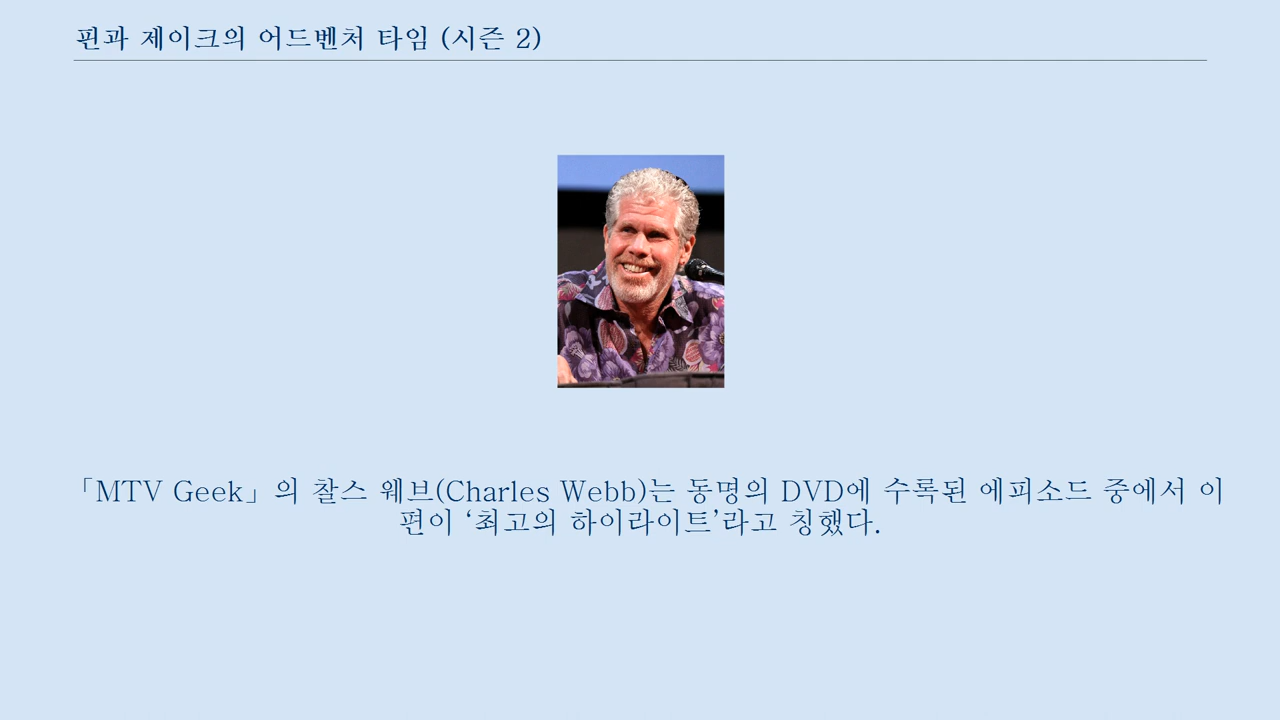 핀과 제이크의 어드벤처 타임 (시즌 2)
「MTV Geek」의 찰스 웨브(Charles Webb)는 동명의 DVD에 수록된 에피소드 중에서 이
편이 ‘최고의 하이라이트’라고 칭했다.